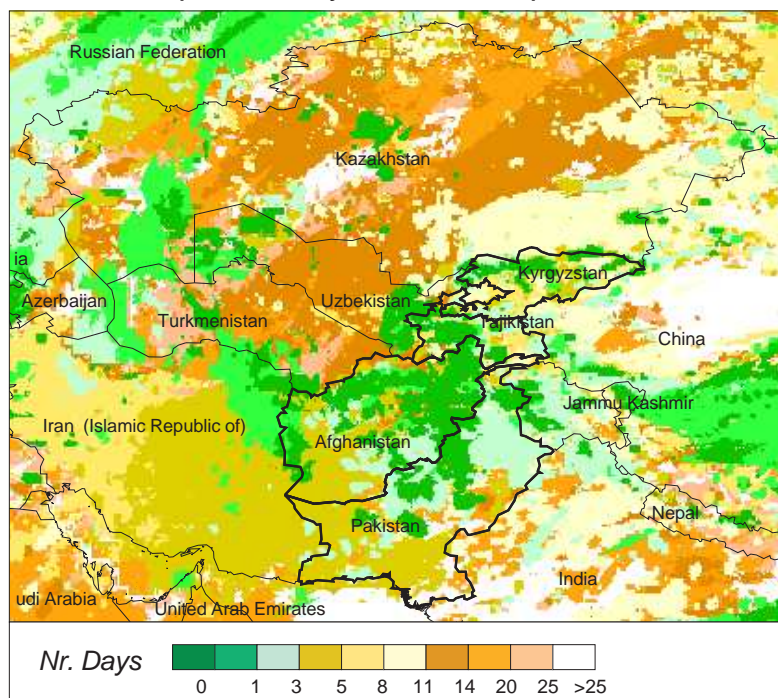 Russian Federation
Kazakhstan
ia
Azerbaijan
Turkmenistan
Uzbekistan
Kyrgyzstan
Tajikistan
China
Iran (Islamic Republic of)
Afghanistan
Jammu Kashmir
Pakistan
Nepal
India
udi Arabia
United Arab Emirates
Nr. Days
0 1 3 5 8 11 14 20 25 >25